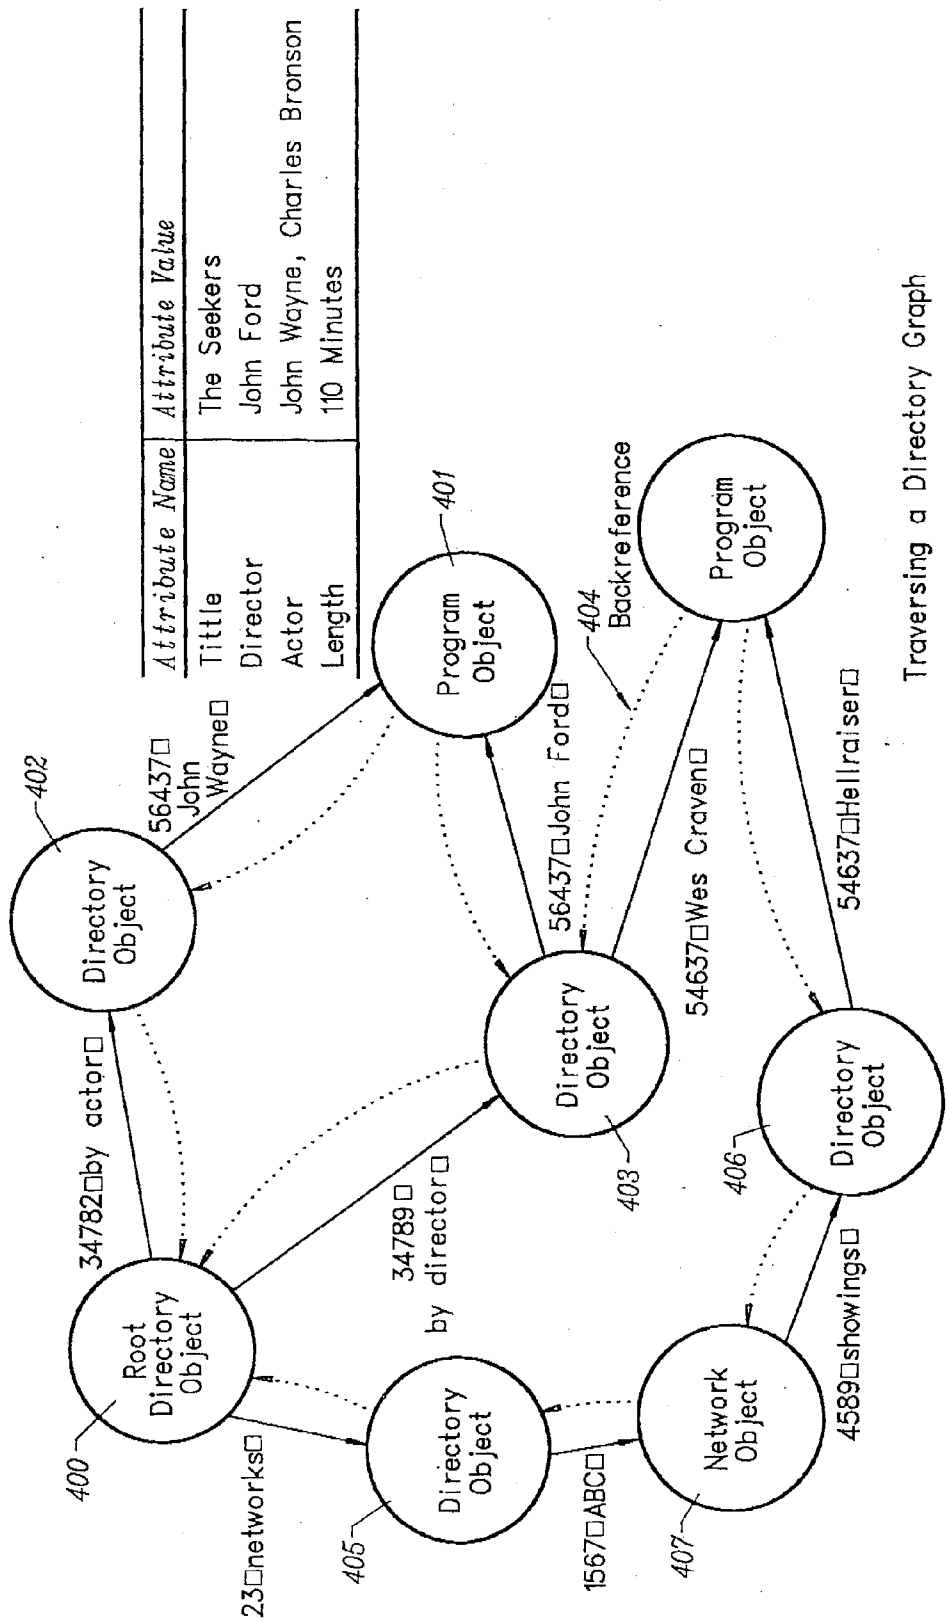 Attribute Name Attribute Value
Tittle The Seekers
Director John Ford
Actor John Wayne, Charles Bronson
Length 110 Minutes
400
Root
Directory
Object
34782□by actor□
402
Directory
Object
56437□
John
Wayne□
401
Program
Object
34789□
by director□
403
Directory
Object
56437□John Ford□
404
Backreference
54637□Wes Craven□
Program
Object
23□networks□
405
Directory
Object
1567□ABC□
407
Network
Object
4589□showings□
406
Directory
Object
54637□Hellraiser□
Traversing a Directory Graph